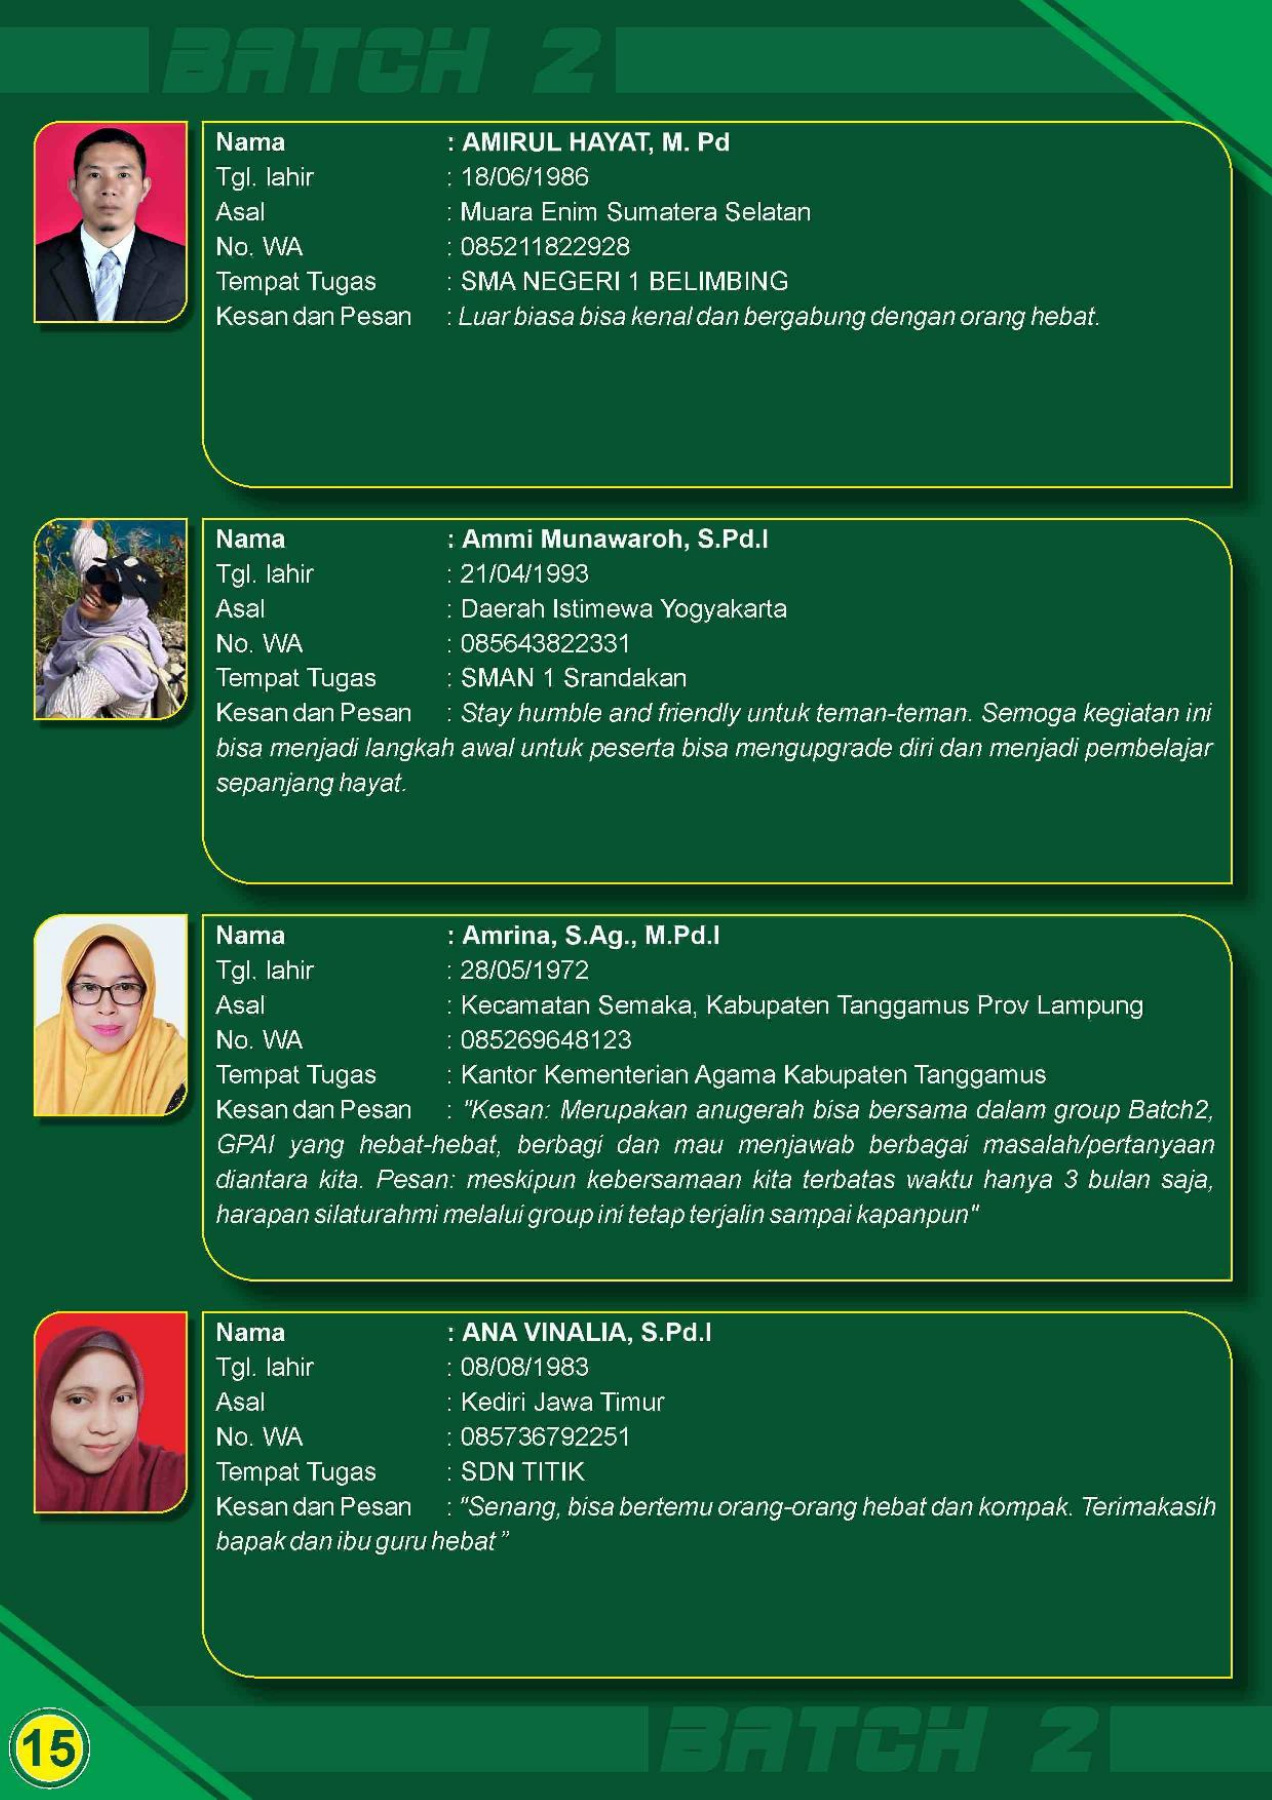 BATCH 2
Nama : AMIRUL HAYAT, M. Pd
Tgl. lahir : 18/06/1986
Asal : Muara Enim Sumatera Selatan
No. WA : 085211822928
Tempat Tugas : SMA NEGERI 1 BELIMBING
Kesan dan Pesan : Luar biasa bisa kenal dan bergabung dengan orang hebat.
Nama : Ammi Munawaroh, S.Pd.I
Tgl. lahir : 21/04/1993
Asal : Daerah Istimewa Yogyakarta
No. WA : 085643822331
Tempat Tugas : SMAN 1 Srandakan
Kesan dan Pesan : Stay humble and friendly untuk teman-teman. Semoga kegiatan ini
bisa menjadi langkah awal untuk peserta bisa mengupgrade diri dan menjadi pembelajar
sepanjang hayat.
Nama : Amrina, S.Ag., M.Pd.I
Tgl. lahir : 28/05/1972
Asal : Kecamatan Semaka, Kabupaten Tanggamus Prov Lampung
No. WA : 085269648123
Tempat Tugas : Kantor Kementerian Agama Kabupaten Tanggamus
Kesan dan Pesan : "Kesan: Merupakan anugerah bisa bersama dalam group Batch2,
GPAI yang hebat-hebat, berbagi dan mau menjawab berbagai masalah/pertanyaan
diantara kita. Pesan: meskipun kebersamaan kita terbatas waktu hanya 3 bulan saja,
harapan silaturahmi melalui group ini tetap terjalin sampai kapanpun"
Nama : ANA VINALIA, S.Pd.I
Tgl. lahir : 08/08/1983
Asal : Kediri Jawa Timur
No. WA : 085736792251
Tempat Tugas : SDN TITIK
Kesan dan Pesan : "Senang, bisa bertemu orang-orang hebat dan kompak. Terimakasih
bapak dan ibu guru hebat”
15
BATCH 2